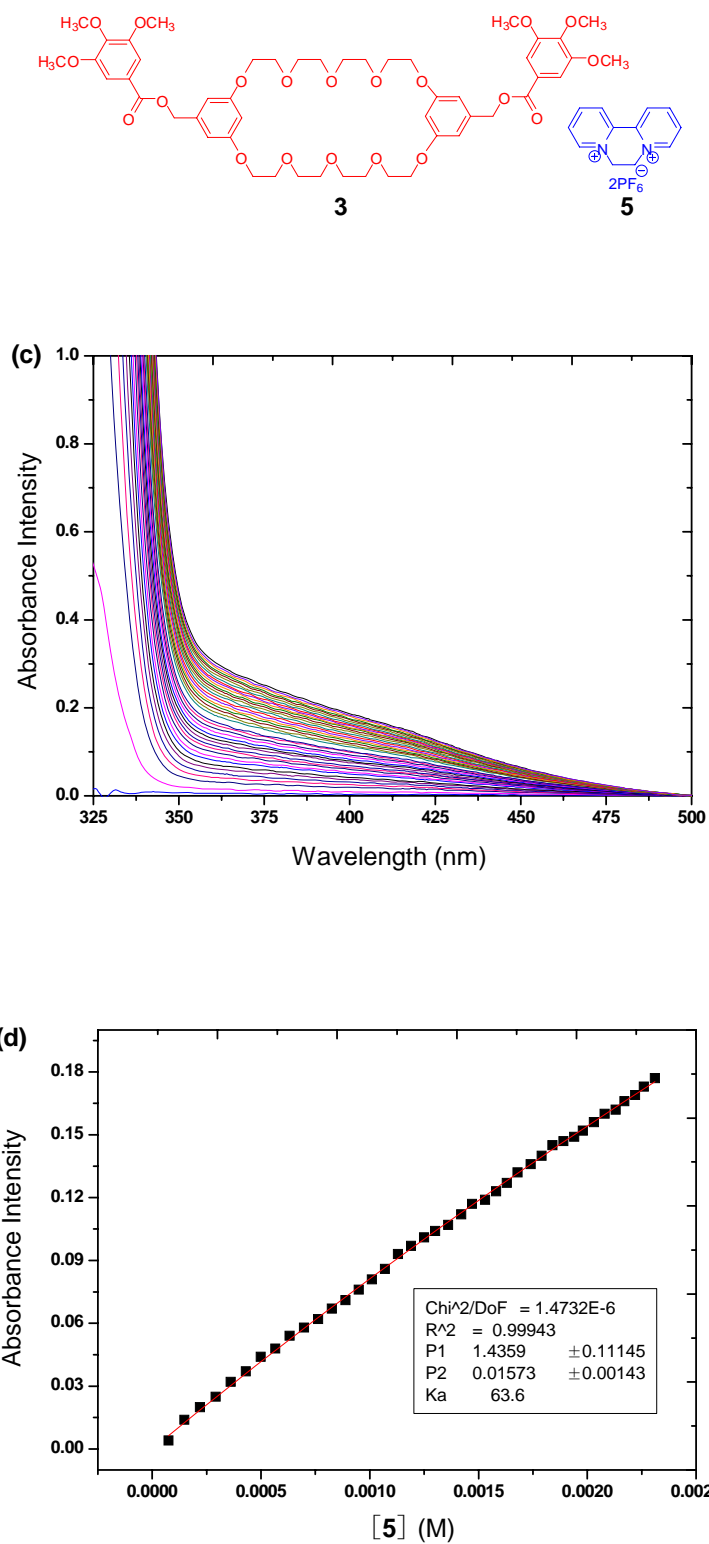 OCH3 OCH3
H3CO OCH3
H3CO OCH3
O O O O O O
O O O O
O O
O O O O O
N N
2PF6
3 5
(c)
1.0
0.8
0.6
0.4
0.2
0.0
Absorbance Intensity
325 350 375 400 425 450 475 500
Wavelength (nm)
(d)
0.18
0.15
0.12
0.09
0.06
0.03
0.00
Absorbance Intensity
Chi^2/DoF = 1.4732E-6
R^2 = 0.99943
P1 1.4359 ±0.11145
P2 0.01573 ±0.00143
Ka 63.6
0.0000 0.0005 0.0010 0.0015 0.0020 0.002
[5] (M)